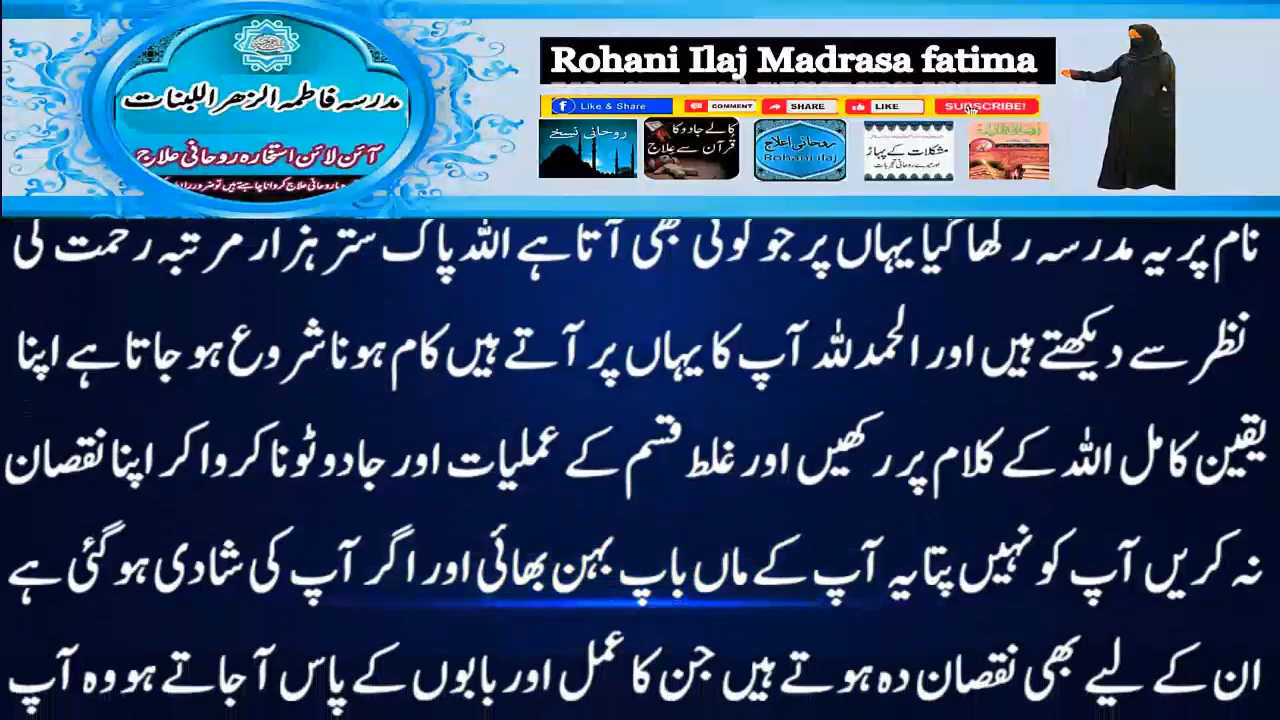 مدرسہ فاطمہ الزھرا للبنات
آئن لائن استخارہ روحانی علاج
Rohani Ilaj Madrasa fatima
Like & Share
COMMENT
SHARE
LIKE
SUBSCRIBE!
روحانی نسخ
کالے جادو کا
قرآن سے علاج
روحانی علاج
Rohani ilaj
مشکلات کے پہاڑ
نام پر یہ مدرسہ رکھا گیا یہاں پر جو کوئی بھی آتا ہے اللہ پاک ستر ہزار مرتبہ رحمت کی
نظر سے دیکھتے ہیں اور الحمدللہ آپ کا یہاں پر آتے ہیں کام ہونا شروع ہو جاتا ہے اپنا
یقین کامل اللہ کے کلام پر رکھیں اور غلط قسم کے عملیات اور جادو ٹونا کروا کر اپنا نقصان
نہ کریں آپ کو نہیں پتا یہ آپ کے ماں باپ بہن بھائی اور اگر آپ کی شادی ہو گئی ہے
ان کے لیے بھی نقصان دہ ہوتے ہیں جن کا عمل اور بابوں کے پاس آ جاتے ہو وہ آپ